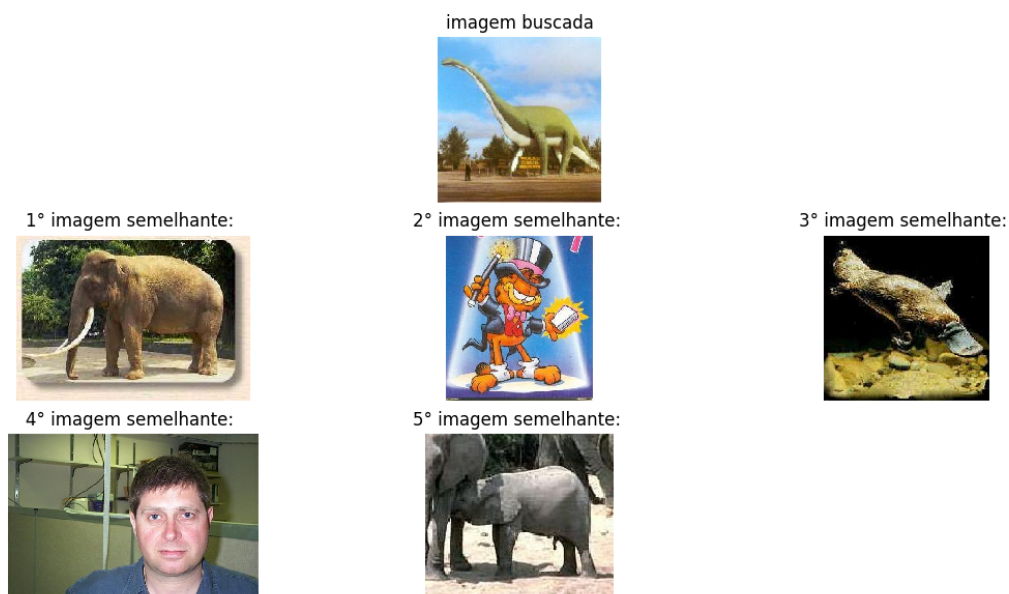 imagem buscada
1° imagem semelhante:
2° imagem semelhante:
3° imagem semelhante:
4° imagem semelhante:
5° imagem semelhante: